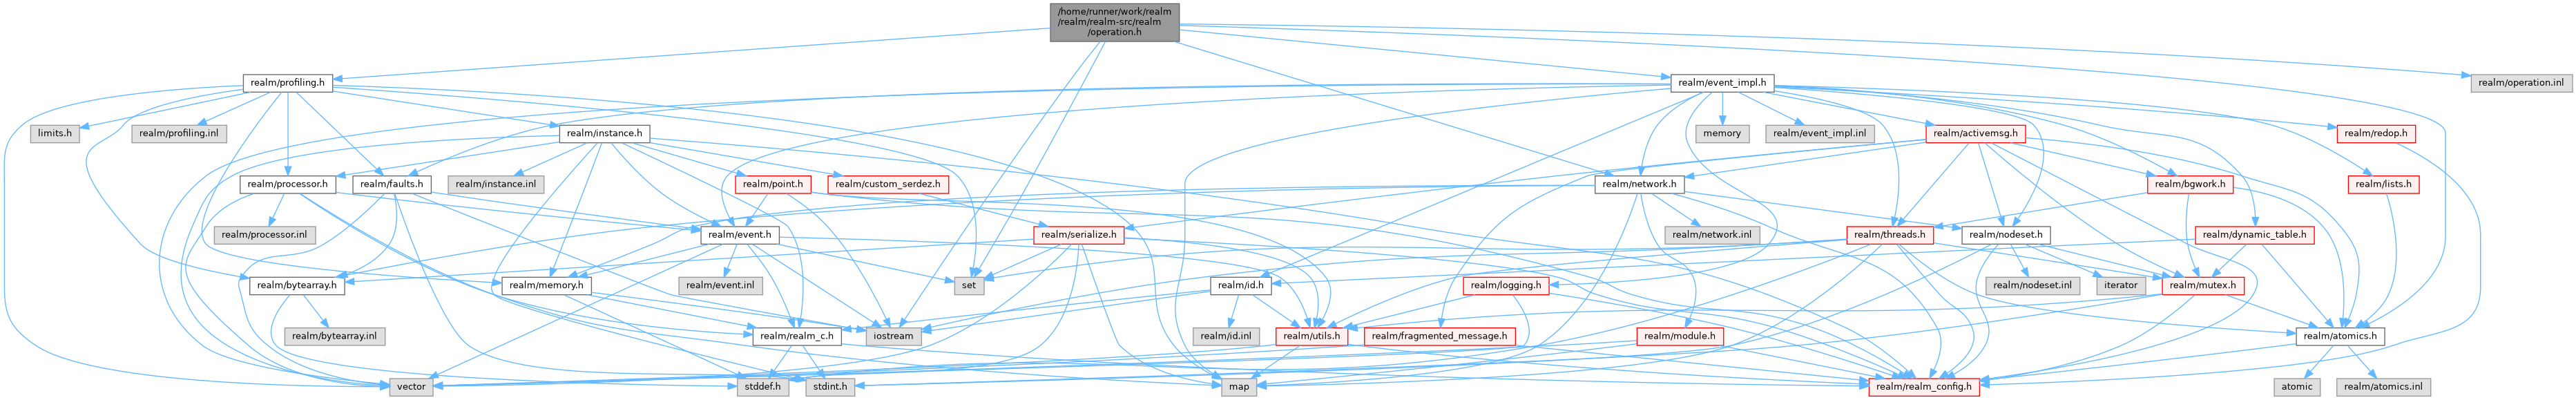 /home/runner/work/realm
/realm/realm-src/realm
/operation.h
realm/profiling.h
realm/event_impl.h
realm/operation.inl
limits.h
realm/profiling.inl
realm/instance.h
memory
realm/event_impl.inl
realm/activemsg.h
realm/redop.h
realm/processor.h
realm/faults.h
realm/instance.inl
realm/point.h
realm/custom_serdez.h
realm/network.h
realm/bgwork.h
realm/lists.h
realm/processor.inl
realm/event.h
realm/serialize.h
realm/network.inl
realm/threads.h
realm/nodeset.h
realm/dynamic_table.h
realm/bytearray.h
realm/memory.h
realm/event.inl
set
realm/id.h
realm/logging.h
realm/nodeset.inl
iterator
realm/mutex.h
realm/bytearray.inl
realm/realm_c.h
iostream
realm/id.inl
realm/utils.h
realm/fragmented_message.h
realm/module.h
realm/atomics.h
vector
stddef.h
stdint.h
map
realm/realm_config.h
atomic
realm/atomics.inl